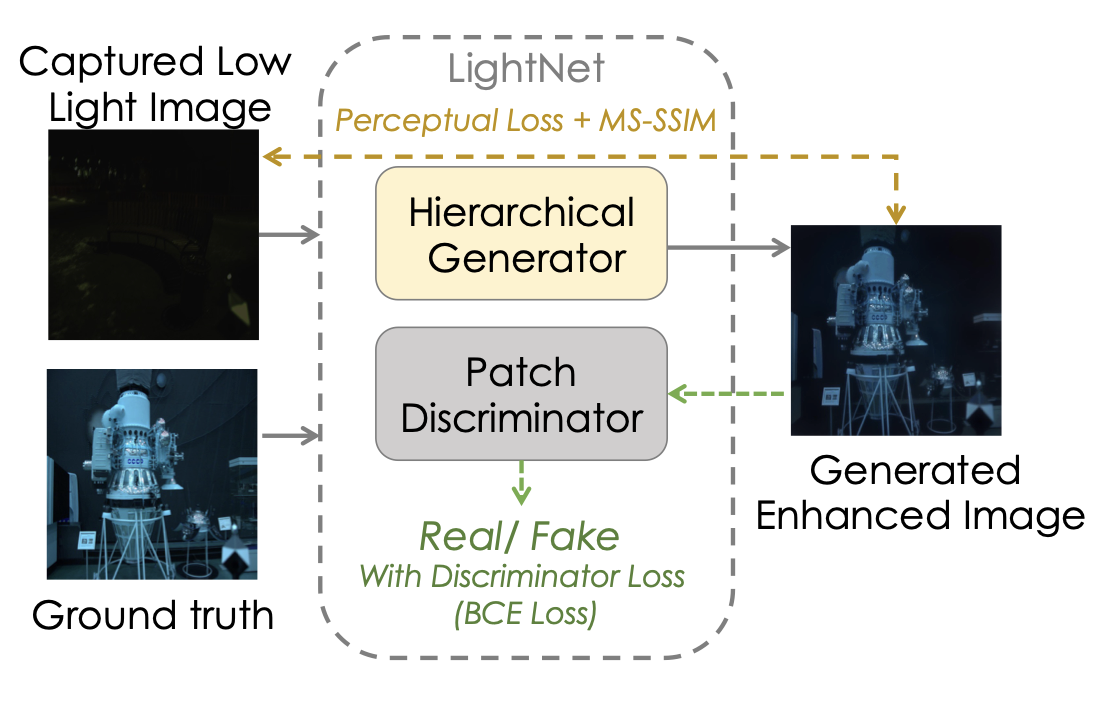 Captured Low
Light Image
LightNet
Perceptual Loss + MS-SSIM
Hierarchical
Generator
Patch
Discriminator
Real/ Fake
With Discriminator Loss
(BCE Loss)
Ground truth
Generated
Enhanced Image